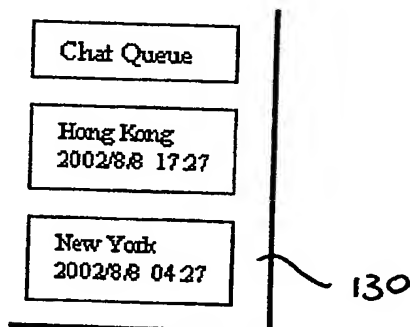 Chat Queue
Hong Kong
2002/8/8 17:27
New York
2002/8/8 04:27
130